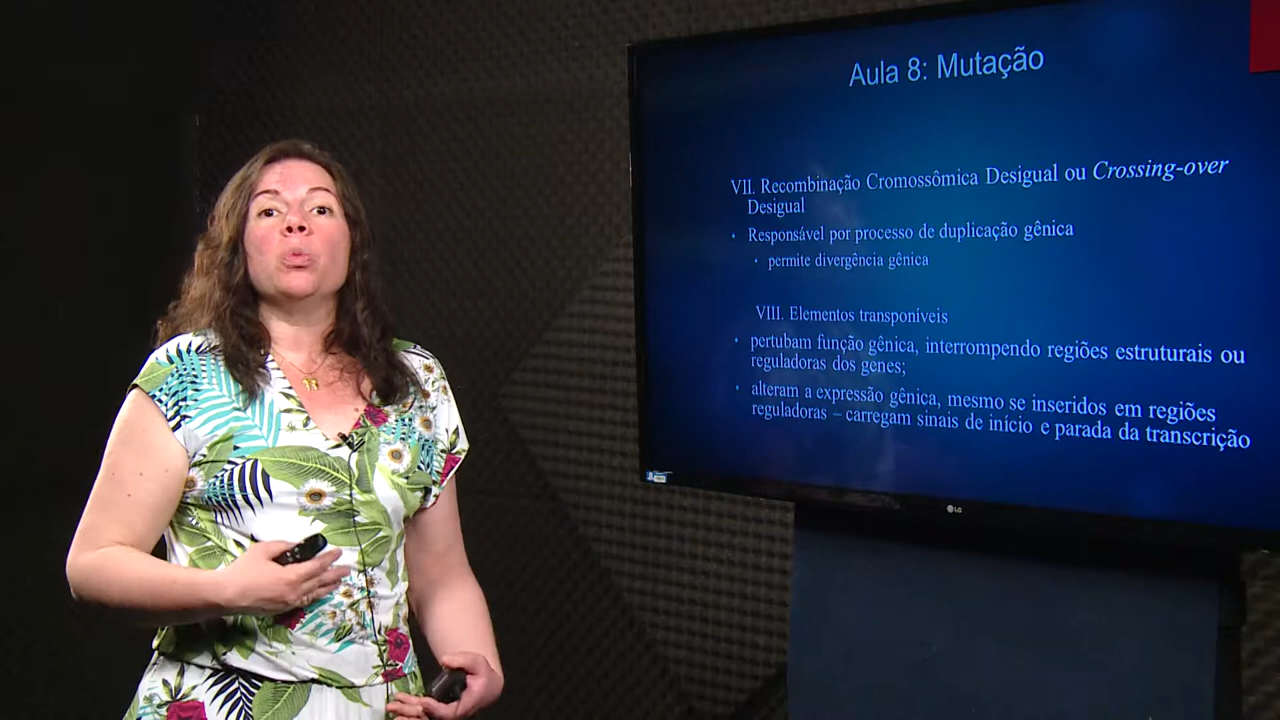 Aula 8: Mutação
VII. Recombinação Cromossômica Desigual ou Crossing-over
Desigual
• Responsável por processo de duplicação gênica
• permite divergência gênica
VIII. Elementos transponíveis
• pertubam função gênica, interrompendo regiões estruturais ou
reguladoras dos genes;
• alteram a expressão gênica, mesmo se inseridos em regiões
reguladoras – carregam sinais de início e parada da transcrição
LG